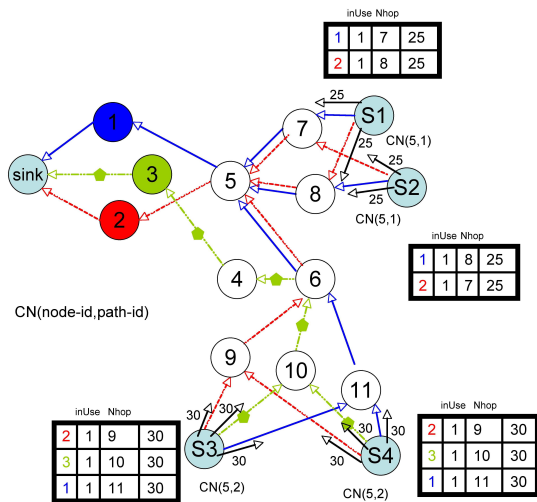 inUse Nhop
1 1 7 25
2 1 8 25
25
1
7
S1
CN(5,1)
25
3
sink
5
8
25
S2
25
2
CN(5,1)
inUse Nhop
1 1 8 25
2 1 7 25
4
6
CN(node-id,path-id)
9
10
11
inUse Nhop
2 1 9 30
3 1 10 30
1 1 11 30
30
30
S3
30
CN(5,2)
30
30
S4
30
CN(5,2)
inUse Nhop
2 1 9 30
3 1 10 30
1 1 11 30